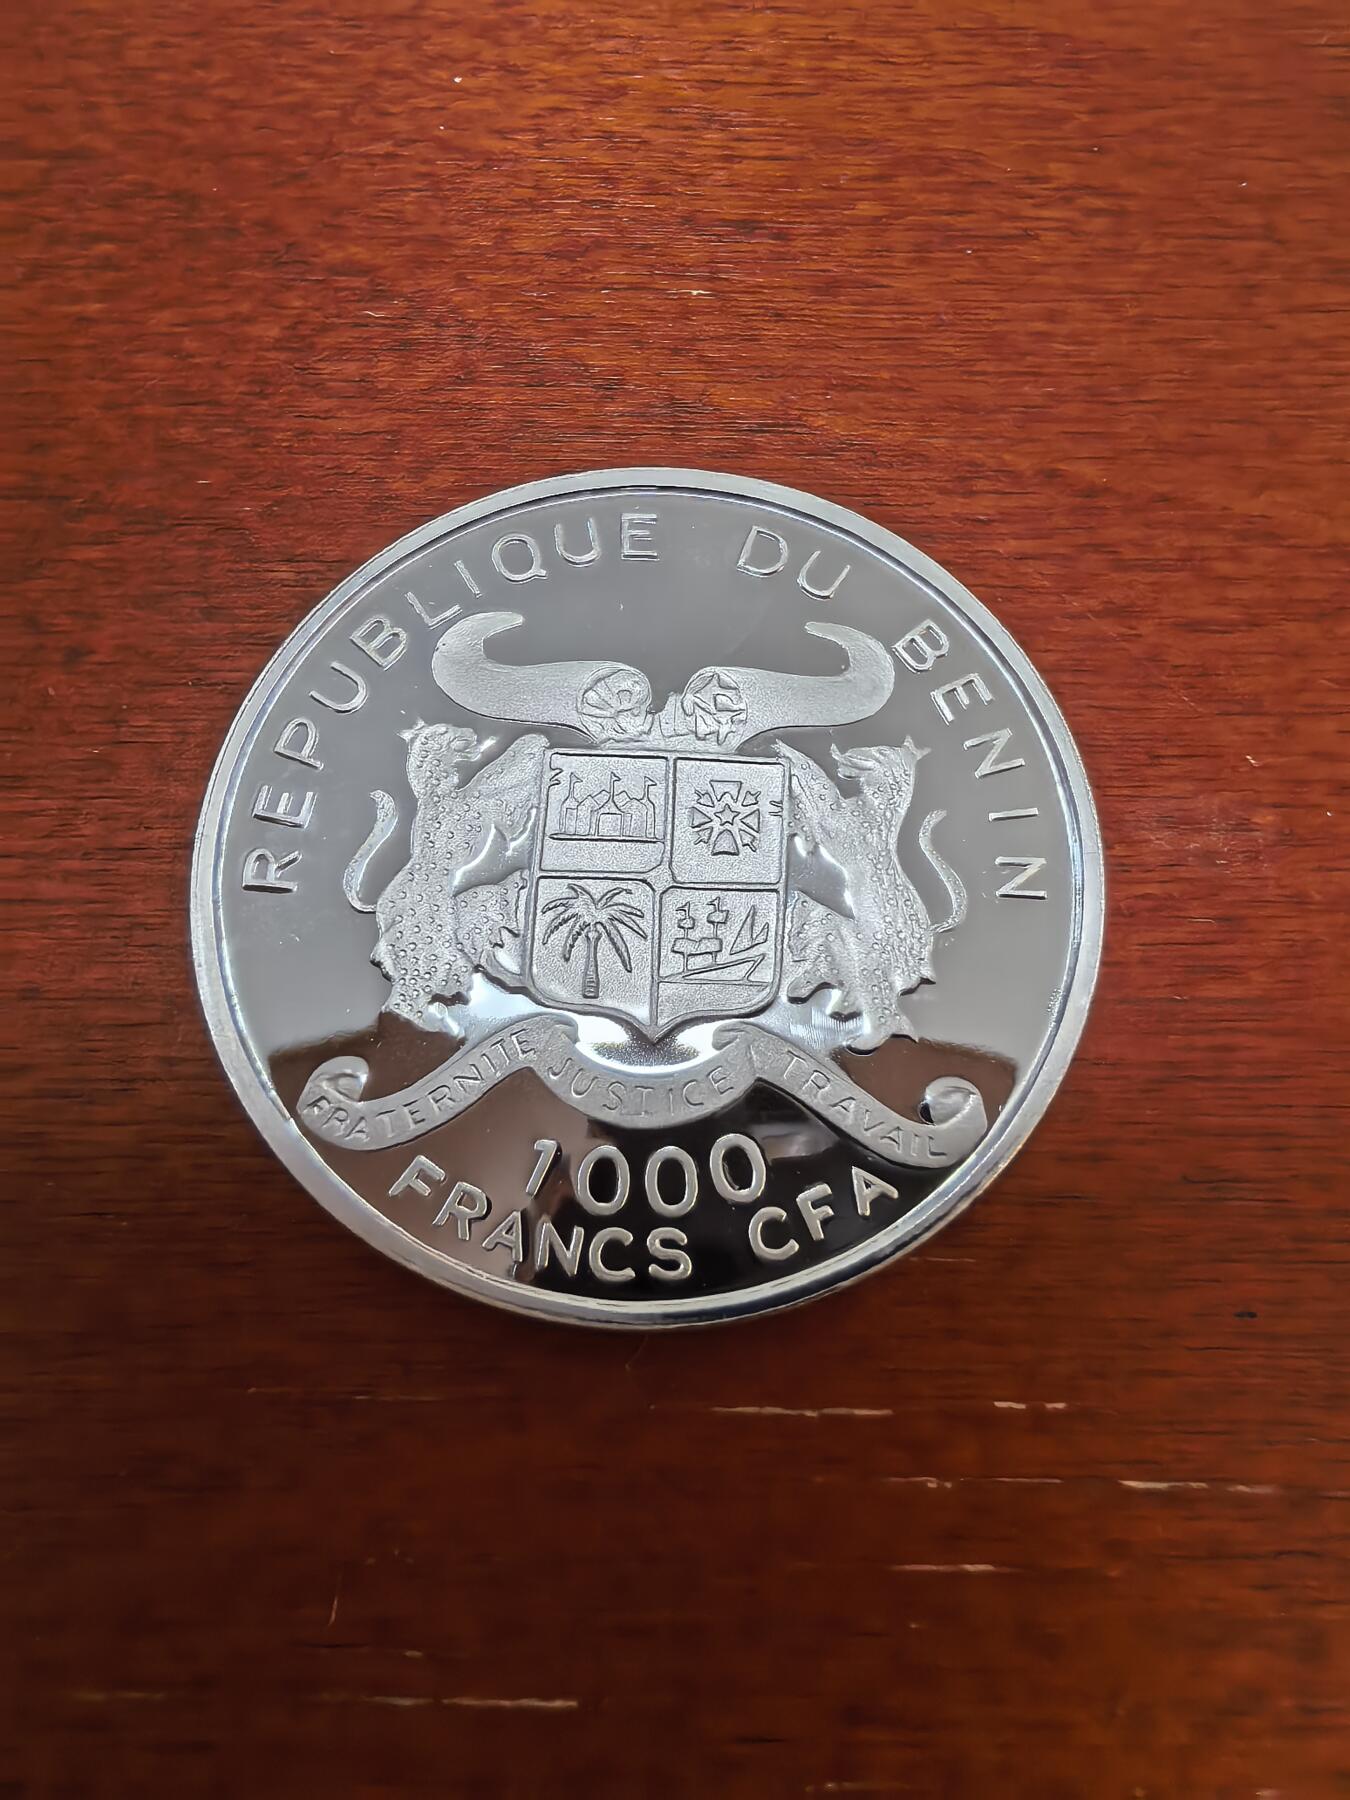 REPUBLIQUE DU BENIN
FRATERNITE JUSTICE TRAVAIL
1000
FRANCS CFA